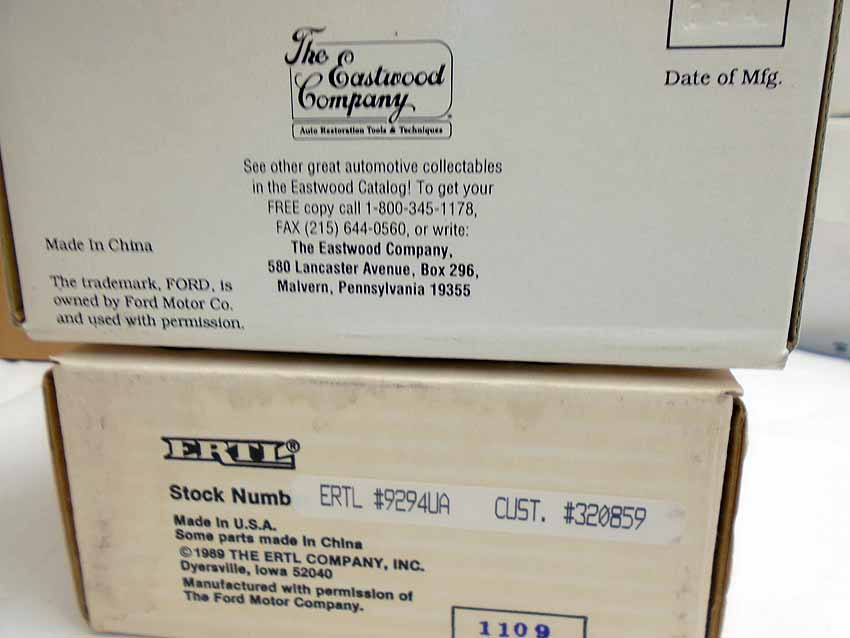 The Eastwood
Company
Auto Restoration Tools & Techniques
Date of Mfg.
See other great automotive collectables
in the Eastwood Catalog! To get your
FREE copy call 1-800-345-1178,
FAX (215) 644-0560, or write:
The Eastwood Company,
580 Lancaster Avenue, Box 296,
Malvern, Pennsylvania 19355
Made In China
The trademark, FORD, is
owned by Ford Motor Co.
and used with permission.
ERTL®
Stock Numb ERTL #9294UA CUST. #320859
Made In U.S.A.
Some parts made in China
©1989 THE ERTL COMPANY, INC.
Dyersville, Iowa 52040
Manufactured with permission of
The Ford Motor Company.
1109